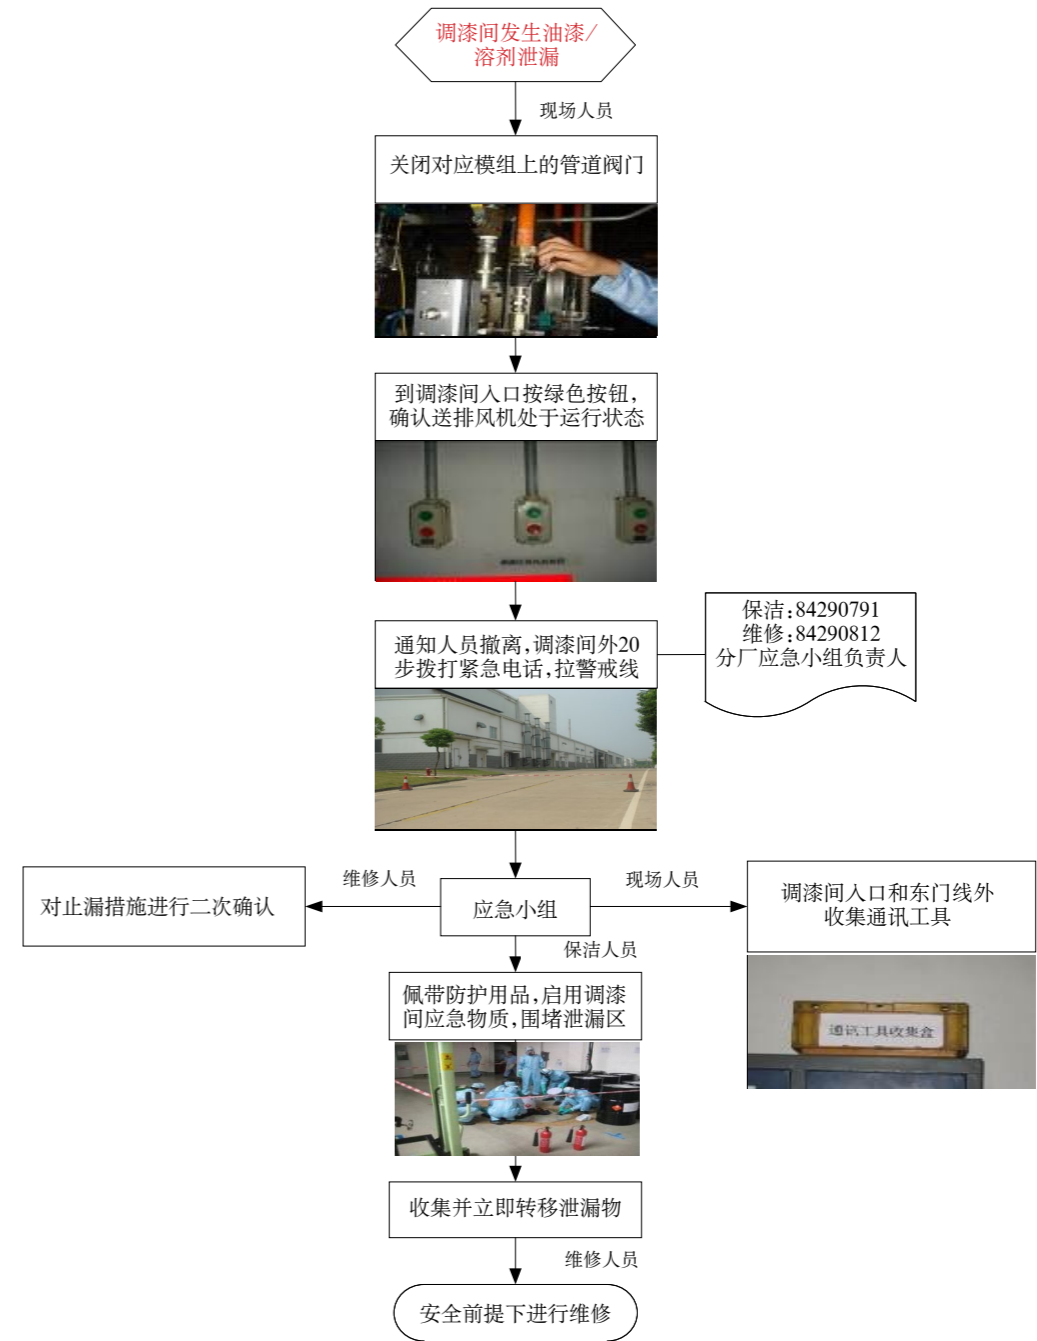 调漆间发生油漆/
溶剂泄漏
现场人员
关闭对应模组上的管道阀门
到调漆间入口按绿色按钮,
确认送排风机处于运行状态
通知人员撤离,调漆间外20
步拨打紧急电话,拉警戒线
保洁:84290791
维修:84290812
分厂应急小组负责人
维修人员
应急小组
现场人员
对止漏措施进行二次确认
调漆间入口和东门线外
收集通讯工具
保洁人员
佩带防护用品,启用调漆
间应急物质,围堵泄漏区
通讯工具收集盒
收集并立即转移泄漏物
维修人员
安全前提下进行维修